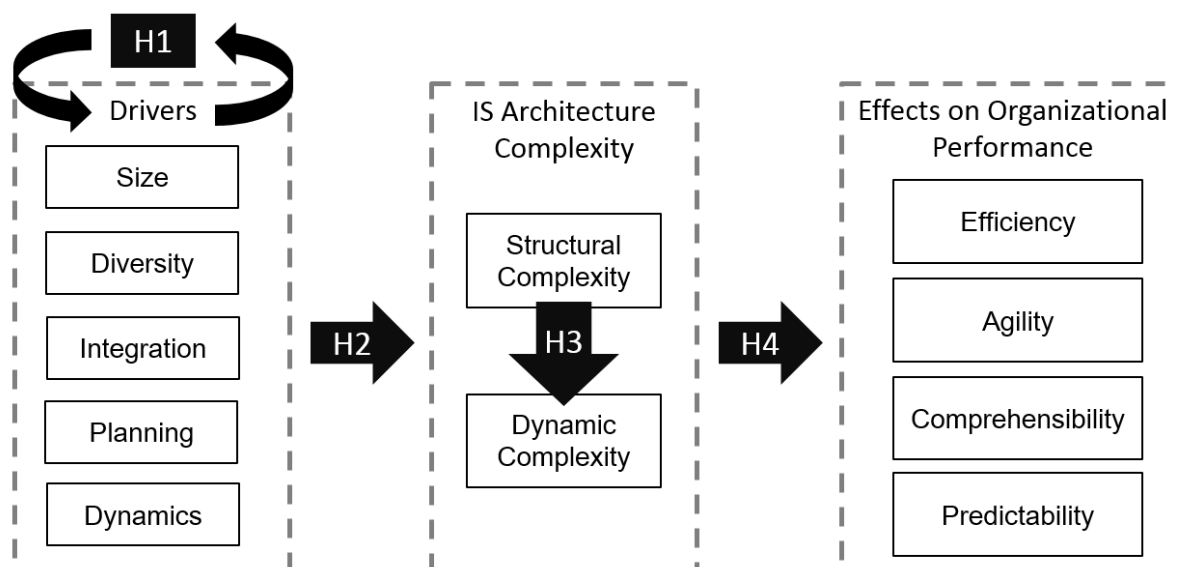 H1
Drivers
Size
Diversity
Integration
Planning
Dynamics
H2
IS Architecture
Complexity
Structural
Complexity
H3
Dynamic
Complexity
H4
Effects on Organizational
Performance
Efficiency
Agility
Comprehensibility
Predictability